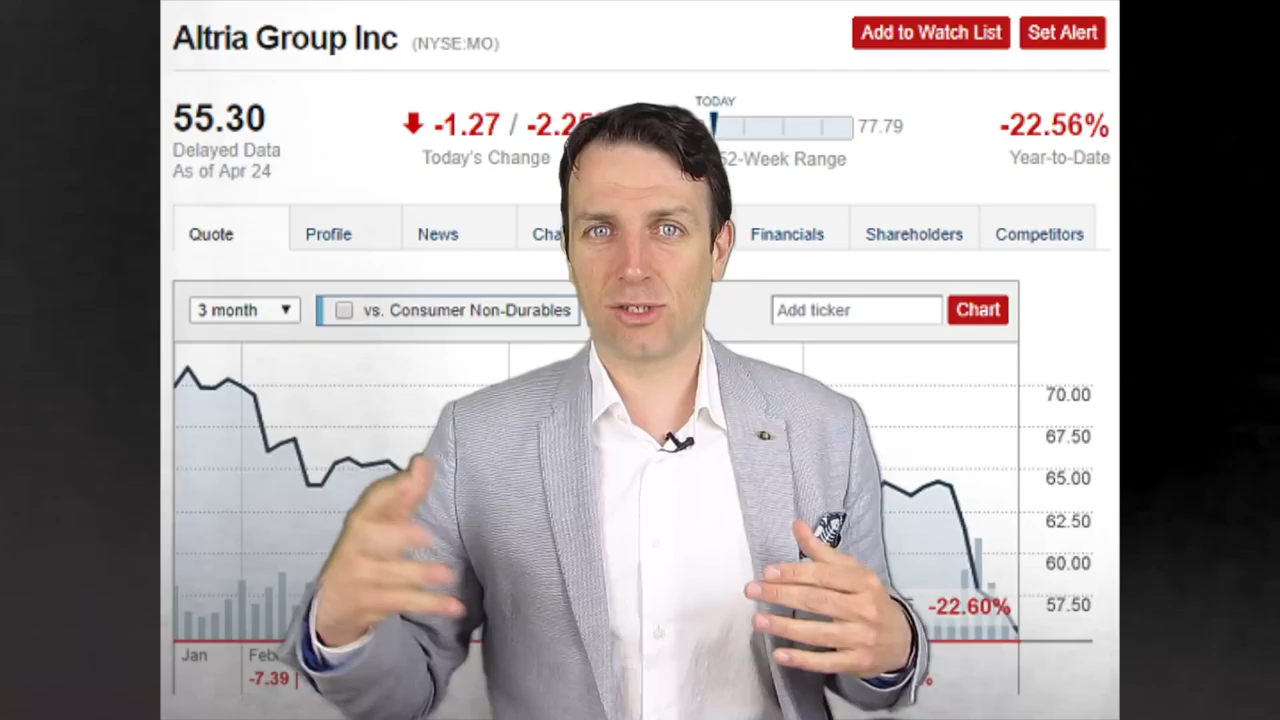 Altria Group Inc (NYSE:MO) Add to Watch List Set Alert
TODAY
55.30 -1.27 / -2.25 77.79 -22.56%
Delayed Data Today's Change 52-Week Range Year-to-Date
As of Apr 24
Quote Profile News Cha Financials Shareholders Competitors
3 month vs. Consumer Non-Durables Add ticker Chart
70.00
67.50
65.00
62.50
60.00
-22.60% 57.50
Jan Feb
-7.39 %